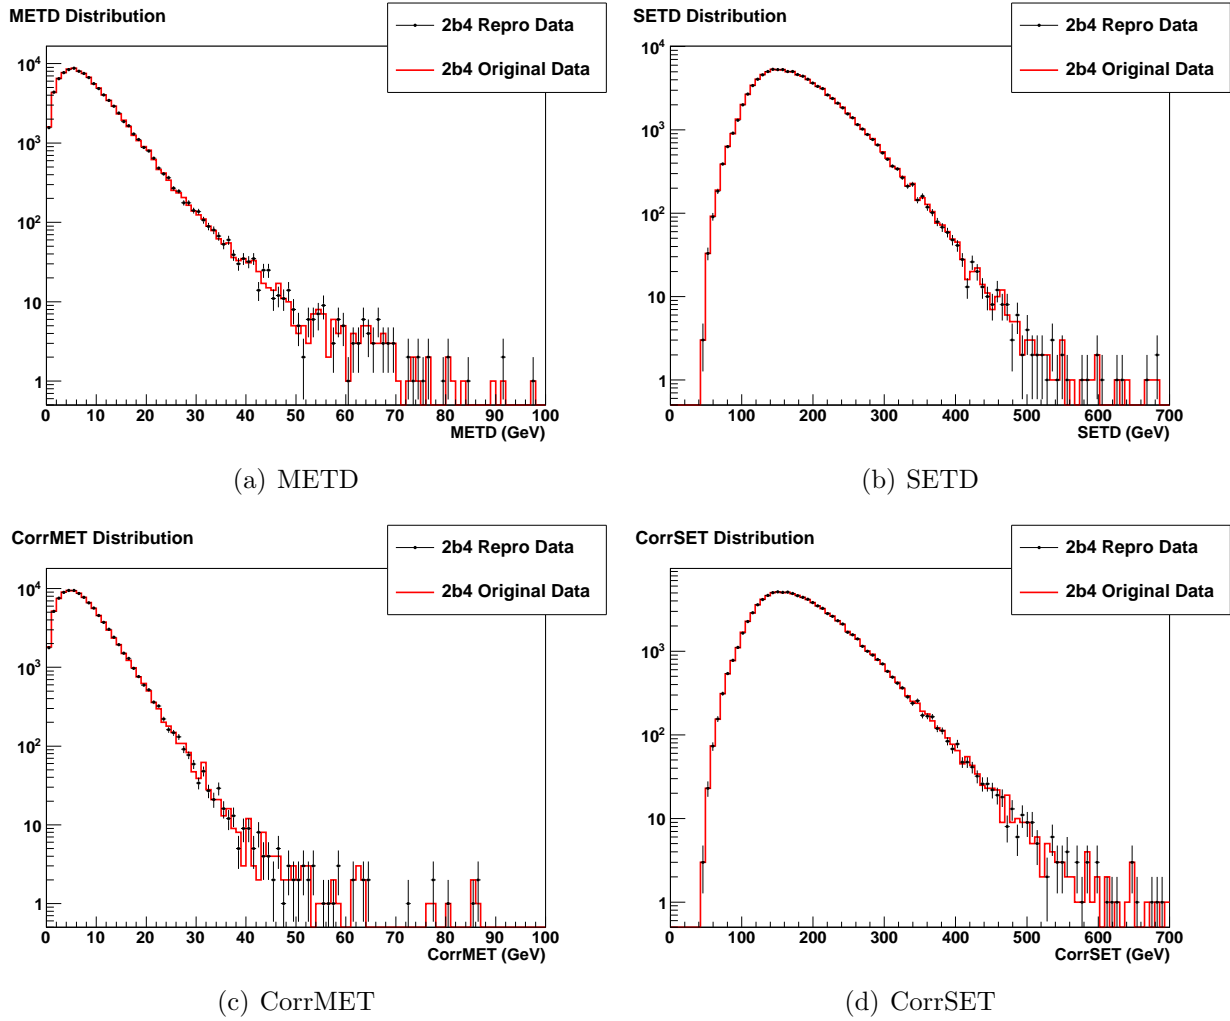 METD Distribution
2b4 Repro Data
2b4 Original Data
10^4
10^3
10^2
10
1
0 10 20 30 40 50 60 70 80 90 100
METD (GeV)
(a) METD
SETD Distribution
2b4 Repro Data
2b4 Original Data
10^4
10^3
10^2
10
1
0 100 200 300 400 500 600 700
SETD (GeV)
(b) SETD
CorrMET Distribution
2b4 Repro Data
2b4 Original Data
10^4
10^3
10^2
10
1
0 10 20 30 40 50 60 70 80 90 100
CorrMET (GeV)
(c) CorrMET
CorrSET Distribution
2b4 Repro Data
2b4 Original Data
10^3
10^2
10
1
0 100 200 300 400 500 600 700
CorrSET (GeV)
(d) CorrSET